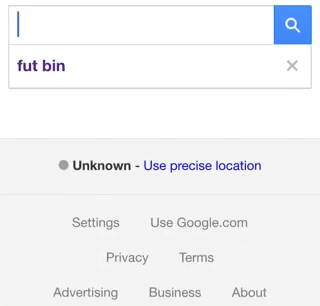 fut bin
Unknown - Use precise location
Settings Use Google.com
Privacy Terms
Advertising Business About